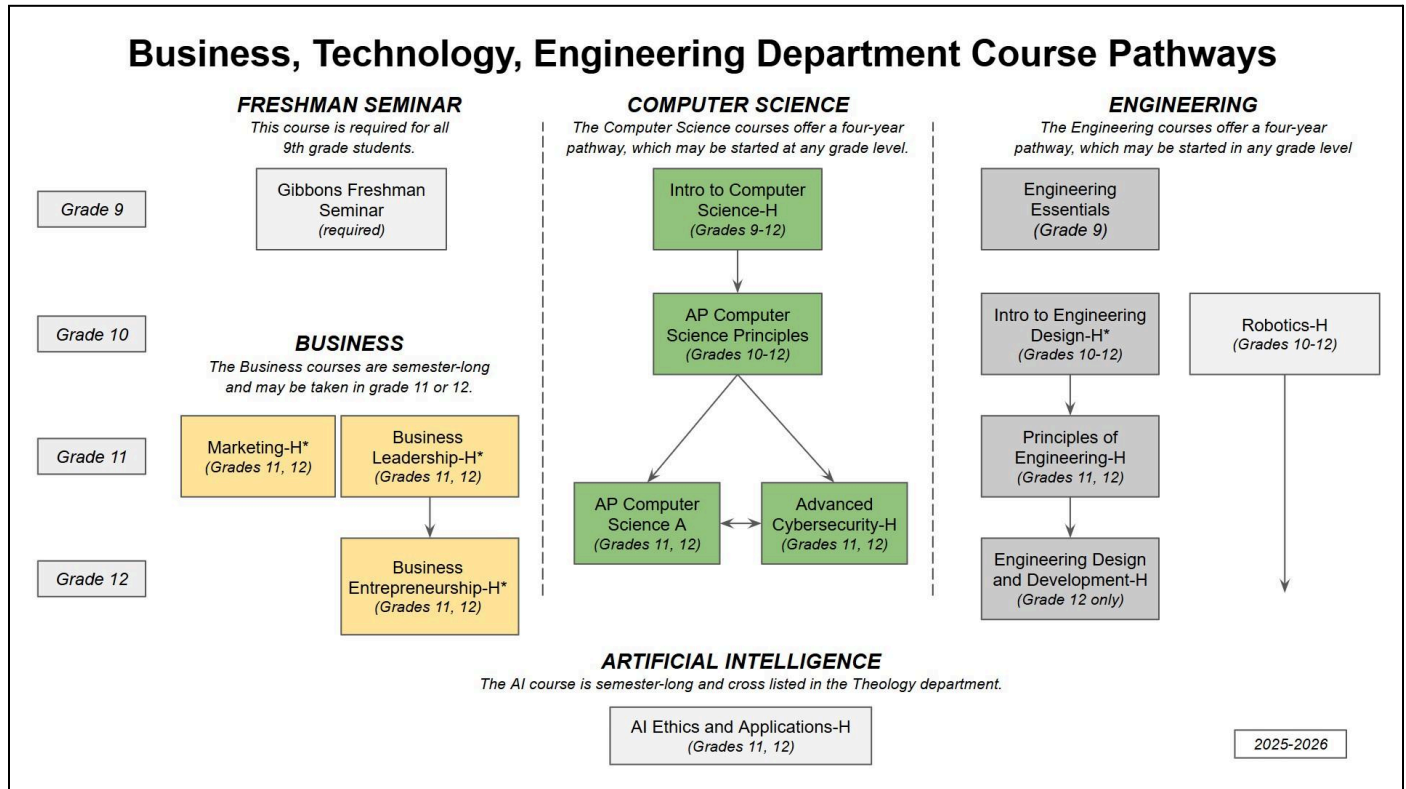 Business, Technology, Engineering Department Course Pathways
FRESHMAN SEMINAR
This course is required for all
9th grade students.
COMPUTER SCIENCE
The Computer Science courses offer a four-year
pathway, which may be started at any grade level.
ENGINEERING
The Engineering courses offer a four-year
pathway, which may be started in any grade level
Grade 9
Gibbons Freshman
Seminar
(required)
Intro to Computer
Science-H
(Grades 9-12)
Engineering
Essentials
(Grade 9)
Grade 10
AP Computer
Science Principles
(Grades 10-12)
Intro to Engineering
Design-H*
(Grades 10-12)
Robotics-H
(Grades 10-12)
BUSINESS
The Business courses are semester-long
and may be taken in grade 11 or 12.
Grade 11
Marketing-H*
(Grades 11, 12)
Business
Leadership-H*
(Grades 11, 12)
Principles of
Engineering-H
(Grades 11, 12)
AP Computer
Science A
(Grades 11, 12)
Advanced
Cybersecurity-H
(Grades 11, 12)
Grade 12
Business
Entrepreneurship-H*
(Grades 11, 12)
Engineering Design
and Development-H
(Grade 12 only)
ARTIFICIAL INTELLIGENCE
The AI course is semester-long and cross listed in the Theology department.
AI Ethics and Applications-H
(Grades 11, 12)
2025-2026